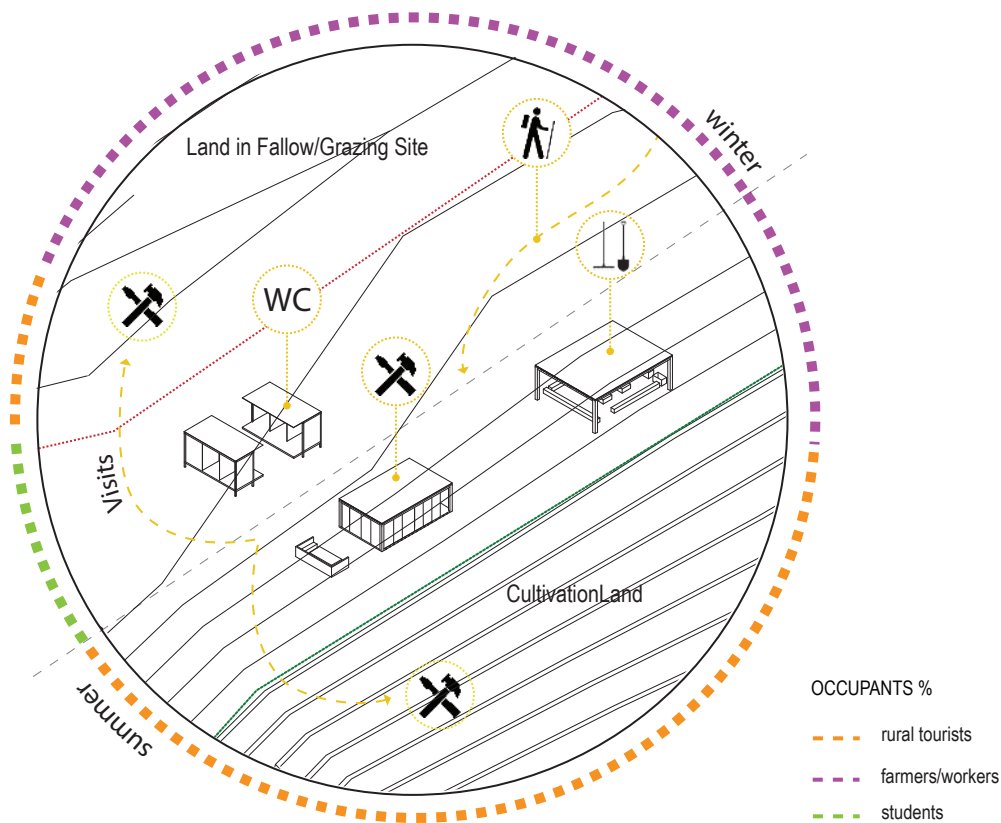 winter
Land in Fallow/Grazing Site
WC
Visits
CultivationLand
summer
OCCUPANTS %
rural tourists
farmers/workers
students